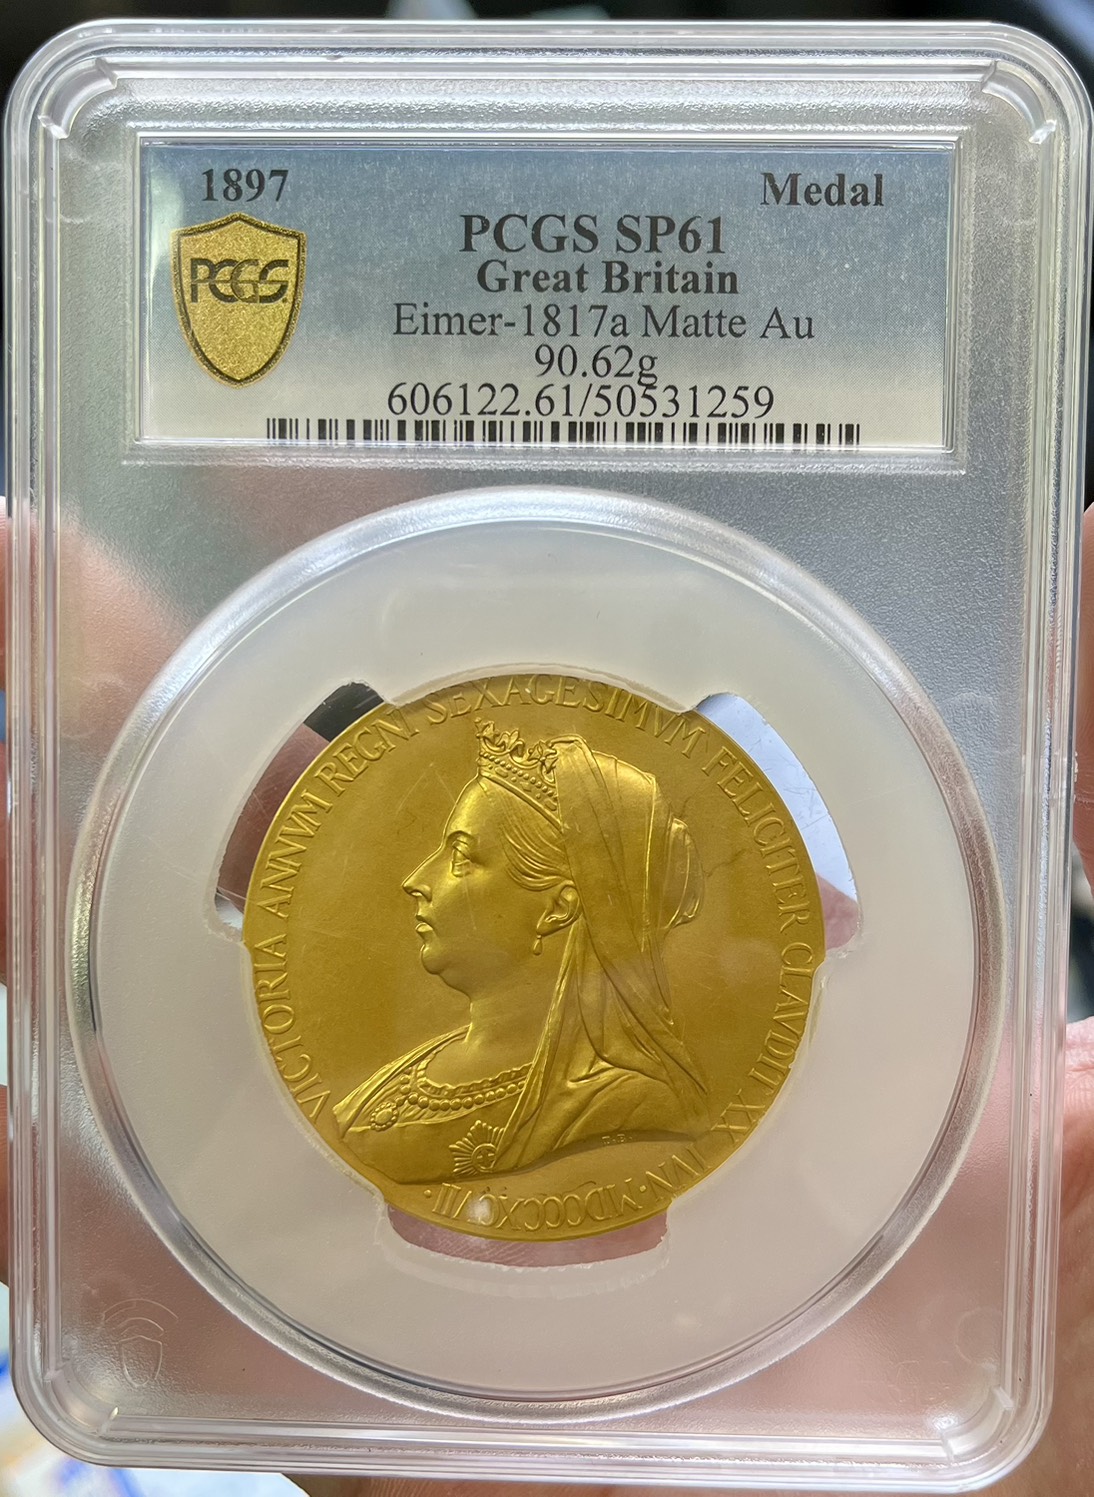 1897 Medal
PCGS SP61
PCGS
Great Britain
Eimer-1817a Matte Au
90.62g
606122.61/50531259
VICTORIA ANNVM REGNI SEXAGESIMVM FELICITER CLAVDIT XX IVN·MDCCCXCVII·
T.B.